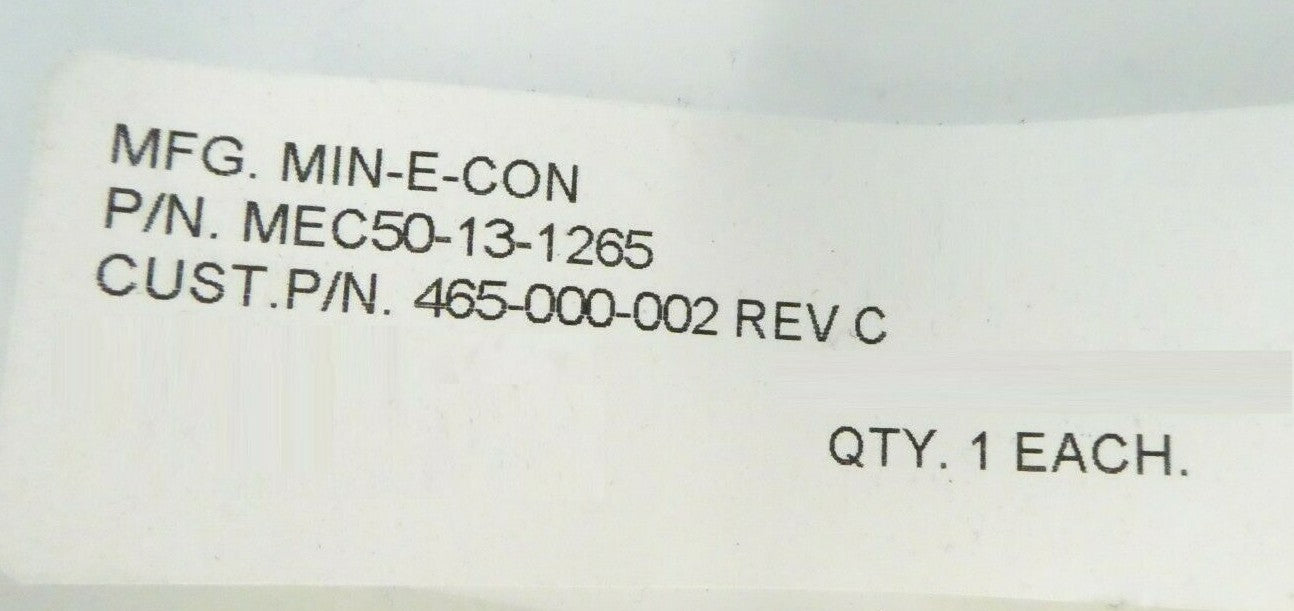 MFG. MIN-E-CON
P/N. MEC50-13-1265
CUST.P/N. 465-000-002 REV C
QTY. 1 EACH.